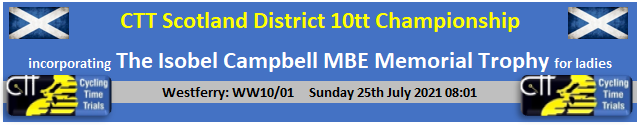 CTT Scotland District 10tt Championship
incorporating The Isobel Campbell MBE Memorial Trophy for ladies
Westferry: WW10/01 Sunday 25th July 2021 08:01
CTT Cycling Time Trials
CTT Cycling Time Trials